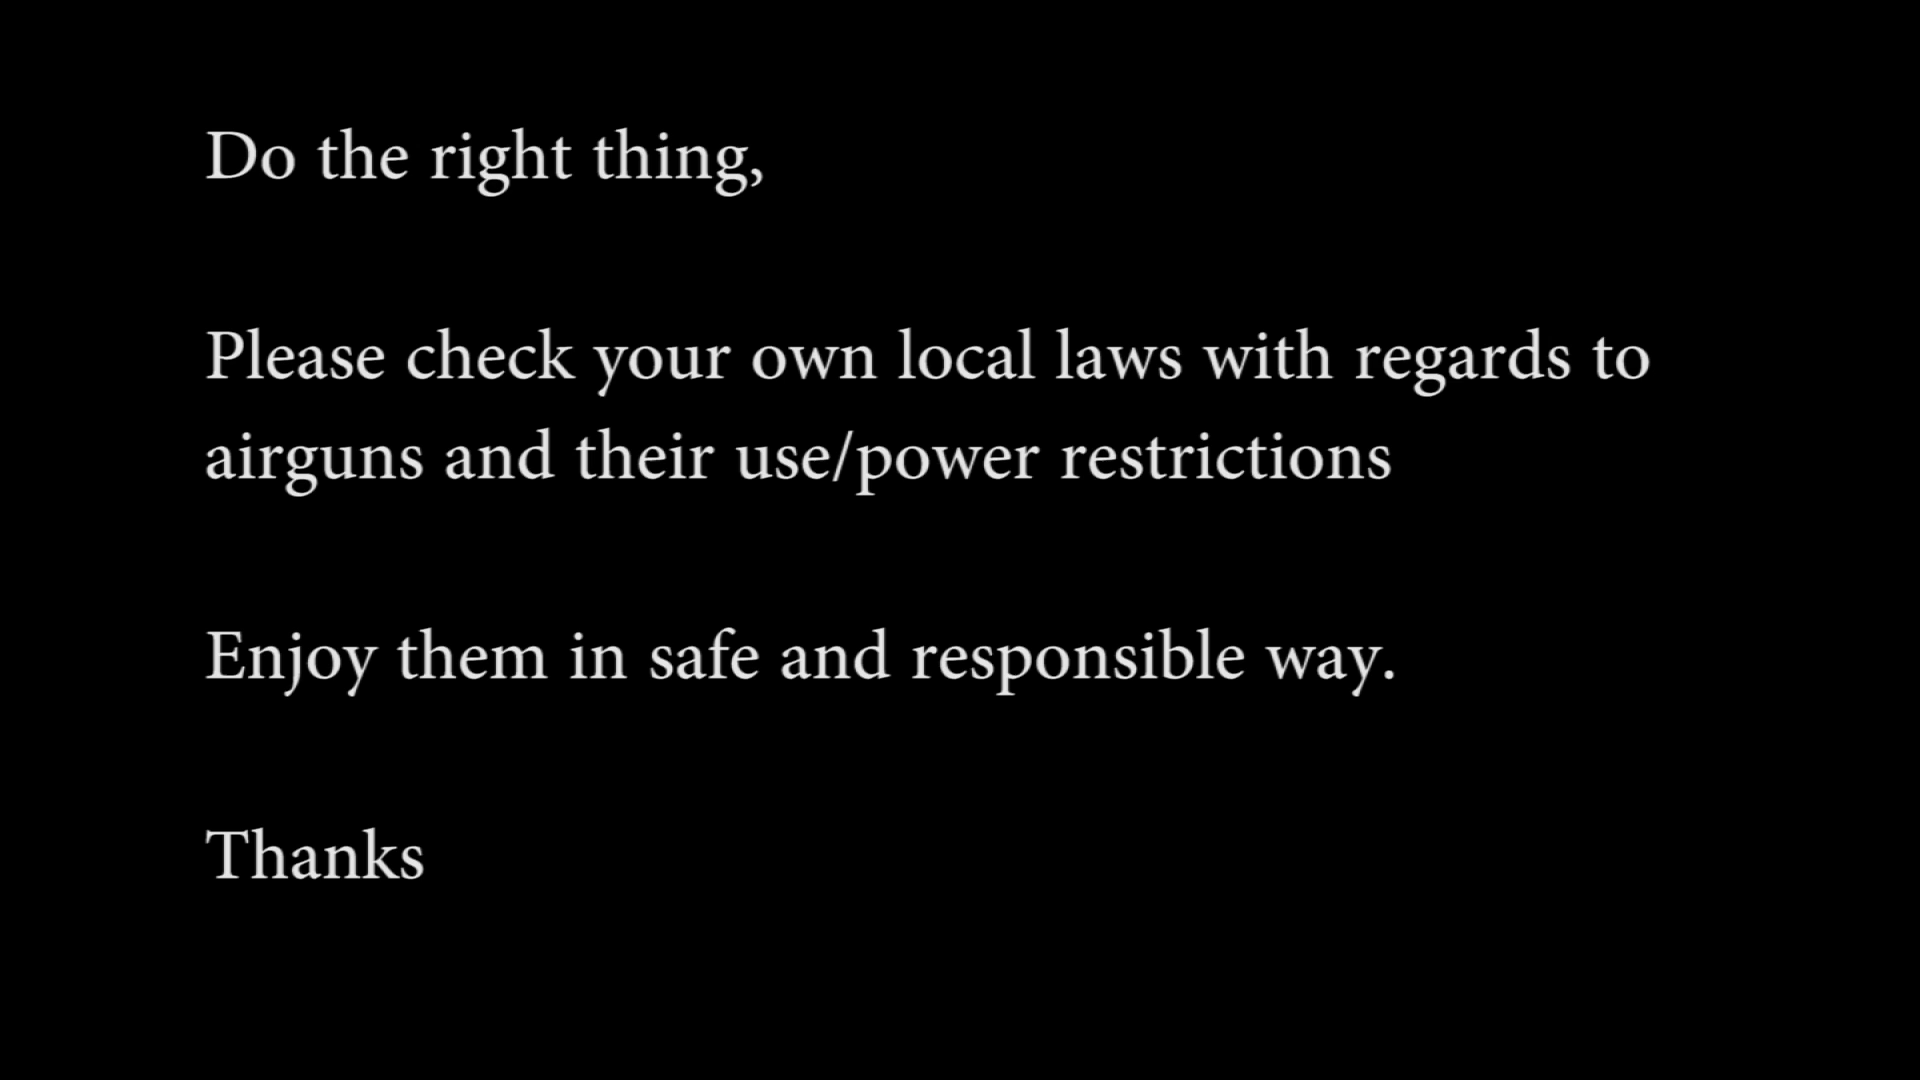 Do the right thing,
Please check your own local laws with regards to
airguns and their use/power restrictions
Enjoy them in safe and responsible way.
Thanks